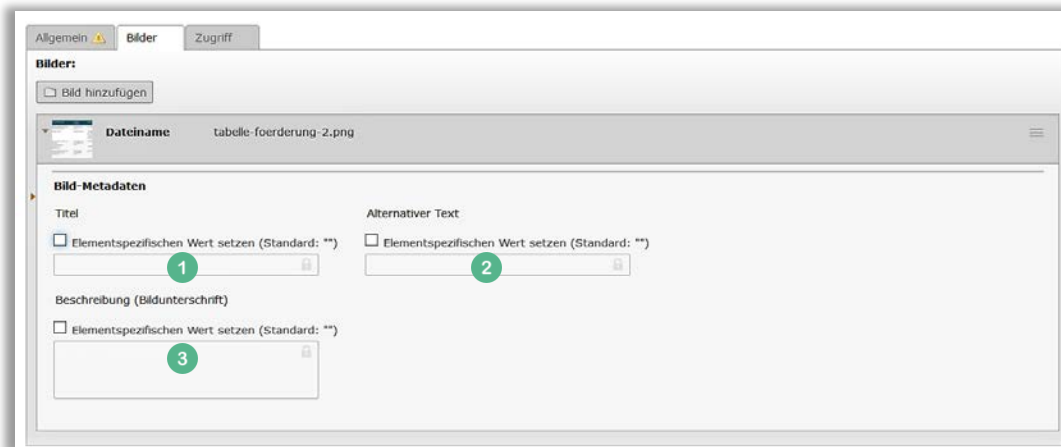 Allgemein Bilder Zugriff
Bilder:
Bild hinzufügen
Dateiname tabelle-foerderung-2.png
Bild-Metadaten
Titel Alternativer Text
Elementspezifischen Wert setzen (Standard: "") Elementspezifischen Wert setzen (Standard: "")
1 2
Beschreibung (Bildunterschrift)
Elementspezifischen Wert setzen (Standard: "")
3